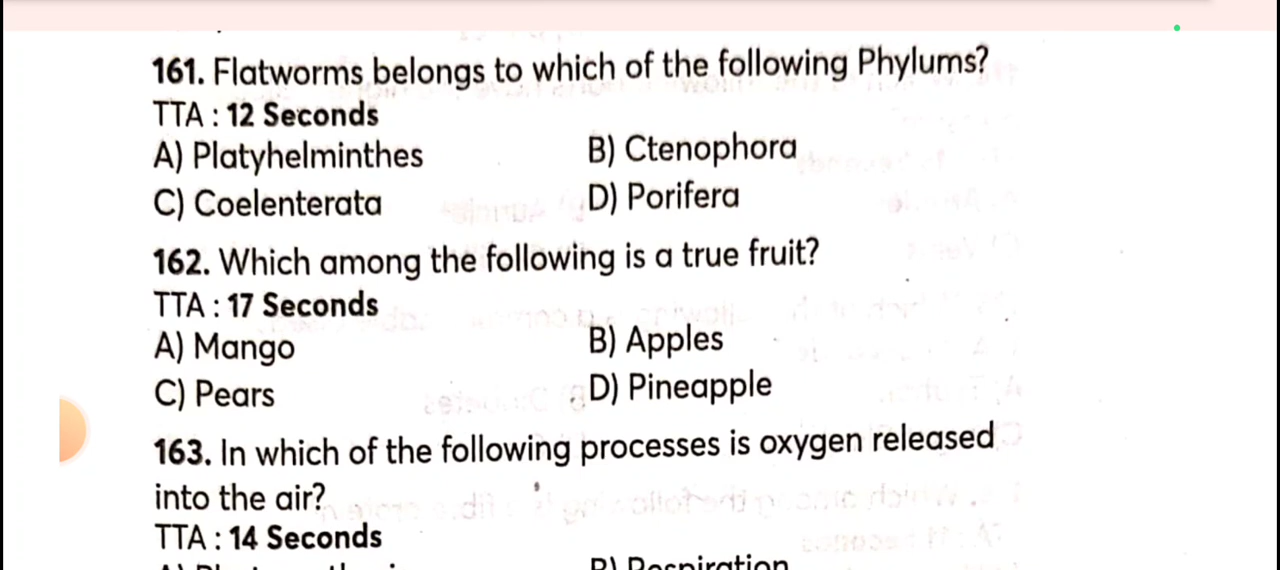 161. Flatworms belongs to which of the following Phylums?
TTA : 12 Seconds
A) Platyhelminthes B) Ctenophora
C) Coelenterata D) Porifera
162. Which among the following is a true fruit?
TTA : 17 Seconds
A) Mango B) Apples
C) Pears D) Pineapple
163. In which of the following processes is oxygen released
into the air?
TTA : 14 Seconds
B) Respiration